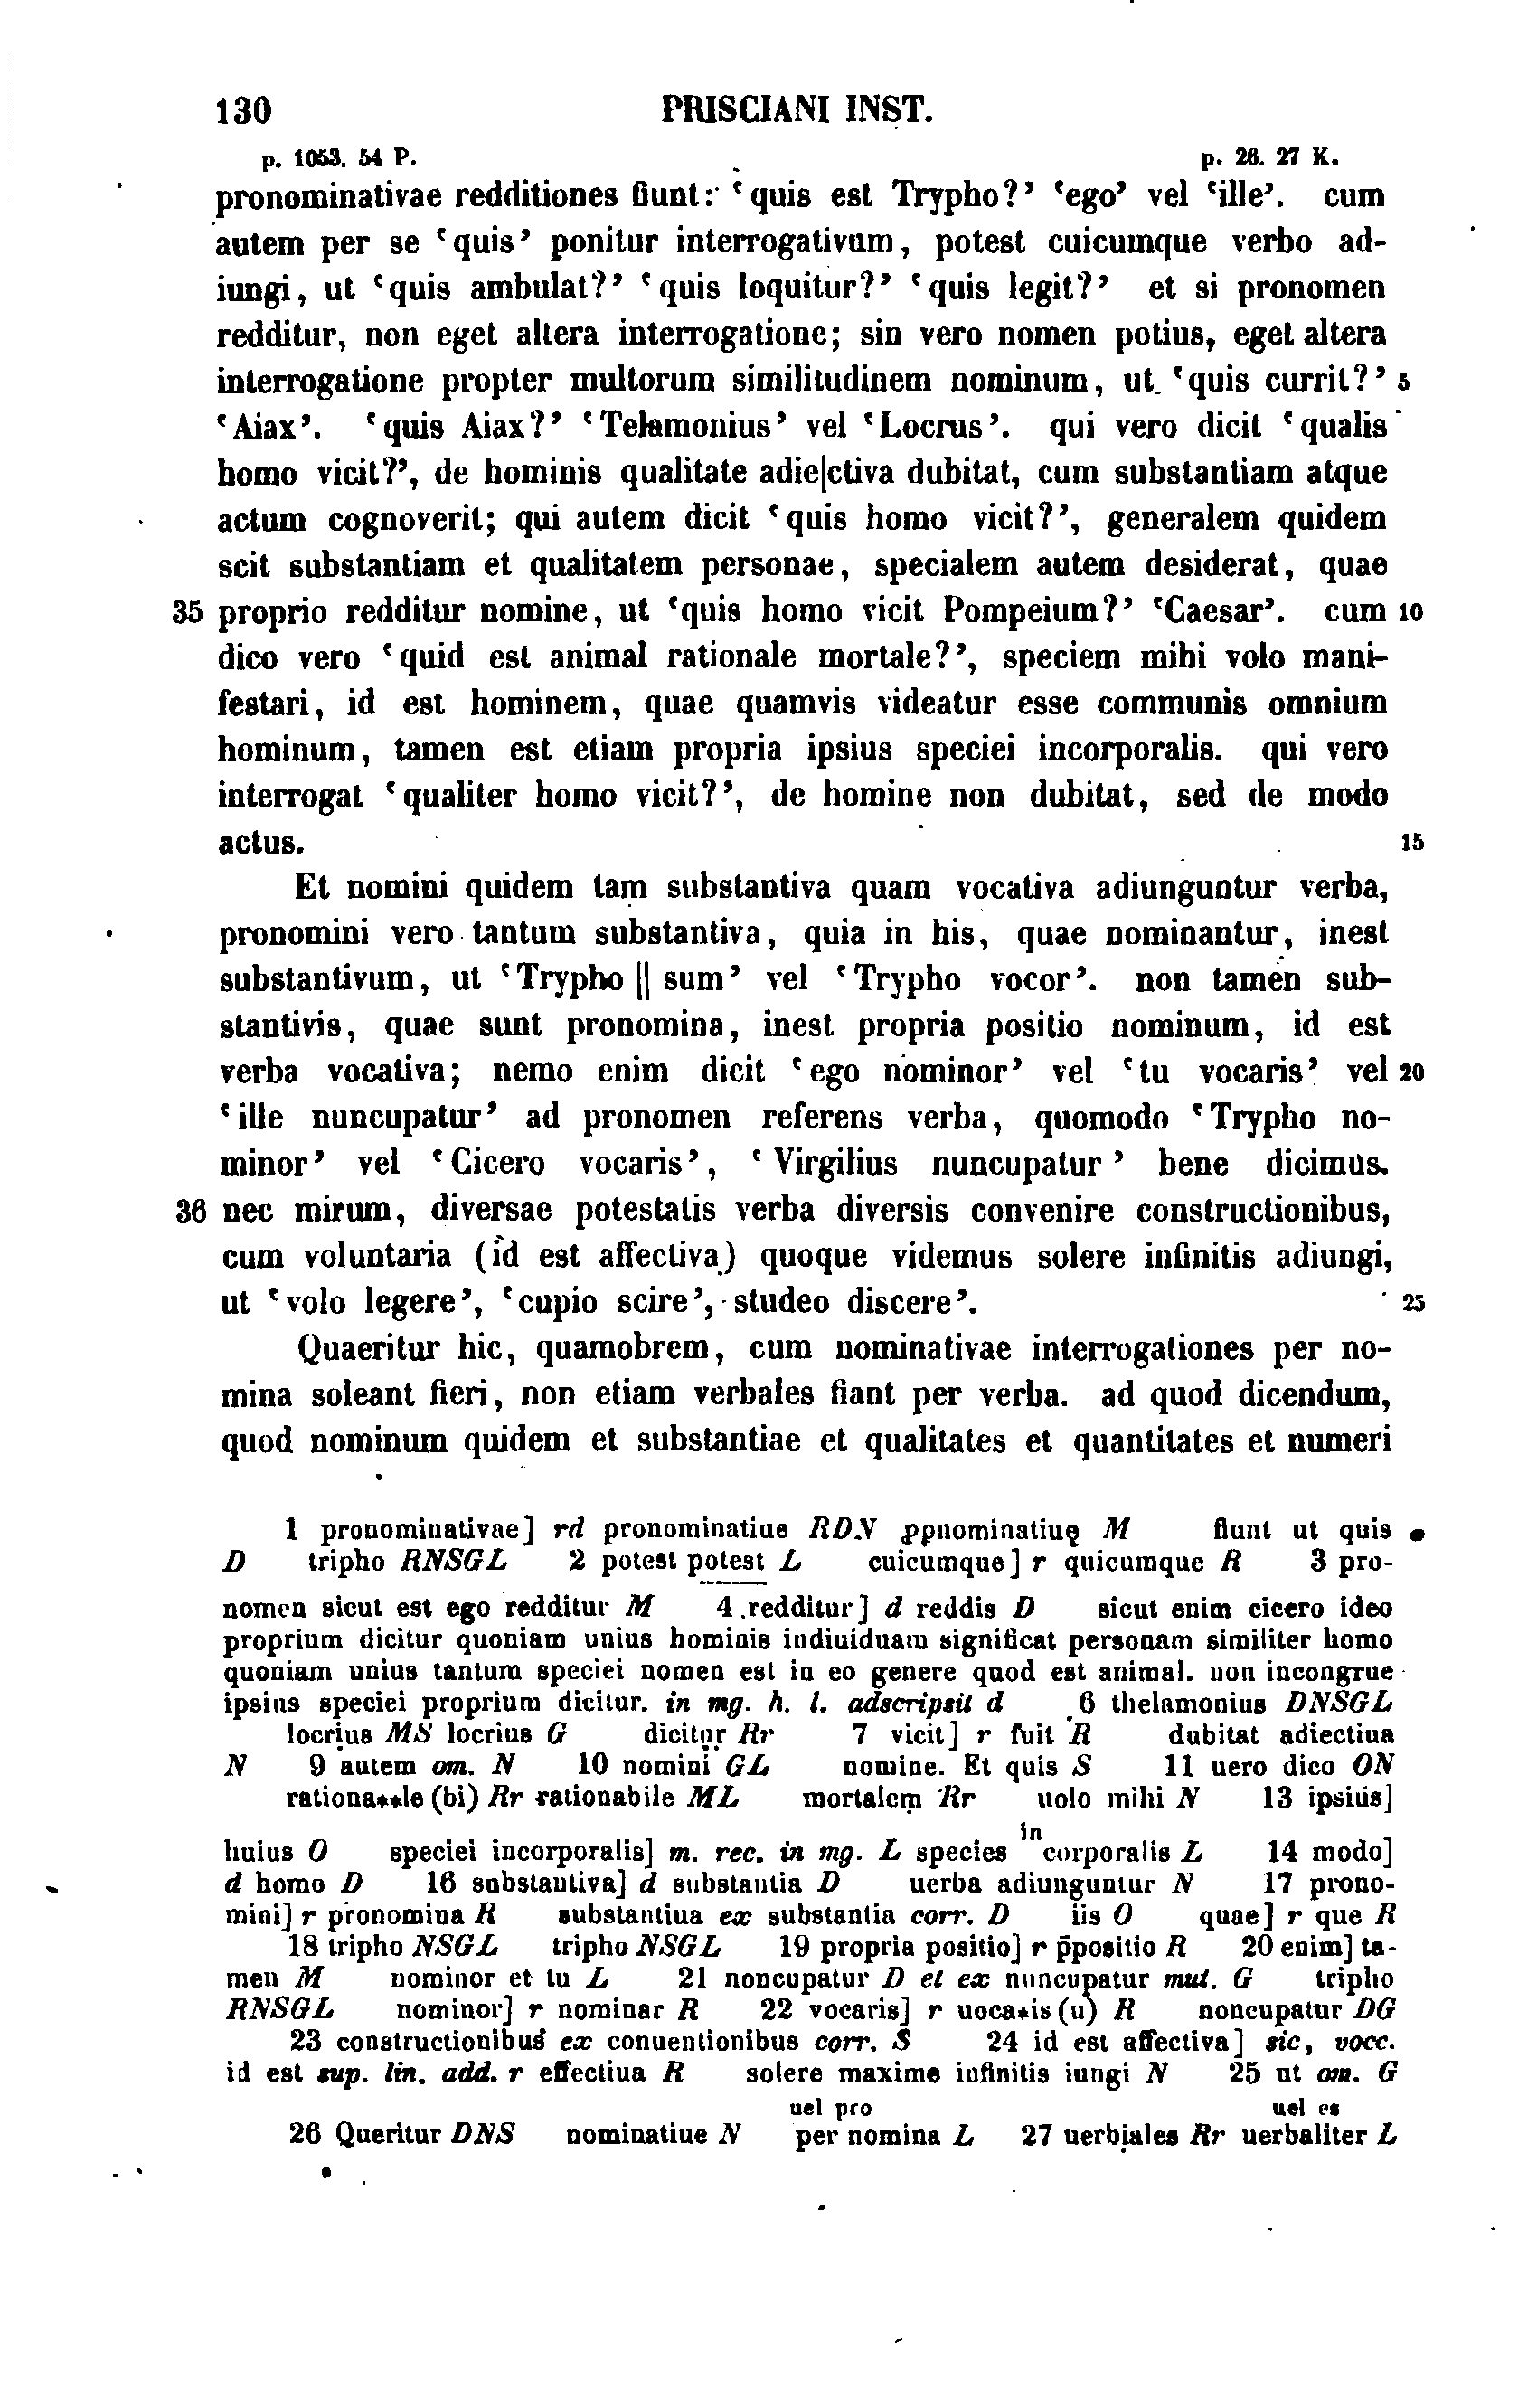 130 PRISCIANI INST.
p. 1053. 54 P. p. 26. 27 K.
pronominativae redditiones fiunt: ‘quis est Trypho?’ ‘ego’ vel ‘ille’. cum
autem per se ‘quis’ ponitur interrogativum, potest cuicumque verbo ad-
iungi, ut ‘quis ambulat?’ ‘quis loquitur?’ ‘quis legit?’ et si pronomen
redditur, non eget altera interrogatione; sin vero nomen potius, eget altera
interrogatione propter multorum similitudinem nominum, ut ‘quis currit?’ 5
‘Aiax’. ‘quis Aiax?’ ‘Telamonius’ vel ‘Locrus’. qui vero dicit ‘qualis
homo vicit?’, de hominis qualitate adie|ctiva dubitat, cum substantiam atque
actum cognoverit; qui autem dicit ‘quis homo vicit?’, generalem quidem
scit substantiam et qualitatem personae, specialem autem desiderat, quae
35 proprio redditur nomine, ut ‘quis homo vicit Pompeium?’ ‘Caesar’. cum 10
dico vero ‘quid est animal rationale mortale?’, speciem mihi volo mani-
festari, id est hominem, quae quamvis videatur esse communis omnium
hominum, tamen est etiam propria ipsius speciei incorporalis. qui vero
interrogat ‘qualiter homo vicit?’, de homine non dubitat, sed de modo
actus. 15
Et nomini quidem tam substantiva quam vocativa adiunguntur verba,
pronomini vero tantum substantiva, quia in his, quae nominantur, inest
substantivum, ut ‘Trypho || sum’ vel ‘Trypho vocor’. non tamen sub-
stantivis, quae sunt pronomina, inest propria positio nominum, id est
verba vocativa; nemo enim dicit ‘ego nominor’ vel ‘tu vocaris’ vel 20
‘ille nuncupatur’ ad pronomen referens verba, quomodo ‘Trypho no-
minor’ vel ‘Cicero vocaris’, ‘Virgilius nuncupatur’ bene dicimus.
36 nec mirum, diversae potestatis verba diversis convenire constructionibus,
cum voluntaria (id est affectiva) quoque videmus solere infinitis adiungi,
ut ‘volo legere’, ‘cupio scire’, studeo discere’. 25
Quaeritur hic, quamobrem, cum nominativae interrogationes per no-
mina soleant fieri, non etiam verbales fiant per verba. ad quod dicendum,
quod nominum quidem et substantiae et qualitates et quantitates et numeri
1 pronominativae] rd pronominatiue RDN p̱pnominatiuę M fiunt ut quis
D tripho RNSGL 2 potest potest L cuicumque] r quicumque R 3 pro-
nomen sicut est ego redditur M 4 redditur] d reddis D sicut enim cicero ideo
proprium dicitur quoniam unius hominis indiuiduam significat personam similiter homo
quoniam unius tantum speciei nomen est in eo genere quod est animal. non incongrue
ipsius speciei proprium dicitur. in mg. h. l. adscripsit d 6 thelamonius DNSGL
locrịus MS locrius G dicitụr Rr 7 vicit] r fuit R dubitat adiectiua
N 9 autem om. N 10 nomini GL nomine. Et quis S 11 uero dico ON
rationa**le (bi) Rr rationabile ML mortalem̩ Rr uolo mihi N 13 ipsius]
in
huius O speciei incorporalis] m. rec. in mg. L species corporalis L 14 modo]
d homo D 16 substantiva] d substantia D uerba adiunguntur N 17 prono-
mini] r pronomina R substantiua ex substantia corr. D iis O quae] r que R
18 tripho NSGL tripho NSGL 19 propria positio] r p̄positio R 20 enim] ta-
men M nominor et tu L 21 noncupatur D et ex nuncupatur mut. G tripho
RNSGL nominor] r nominar R 22 vocaris] r uoca*is (u) R noncupatur DG
23 constructionibus ex conuentionibus corr. S 24 id est affectiva] sic, vocc.
id est sup. lin. add. r effectiua R solere maxime infinitis iungi N 25 ut om. G
uel pro uel es
26 Queritur DNS nominatiue N per nomina L 27 uerbịales Rr uerbaliter L